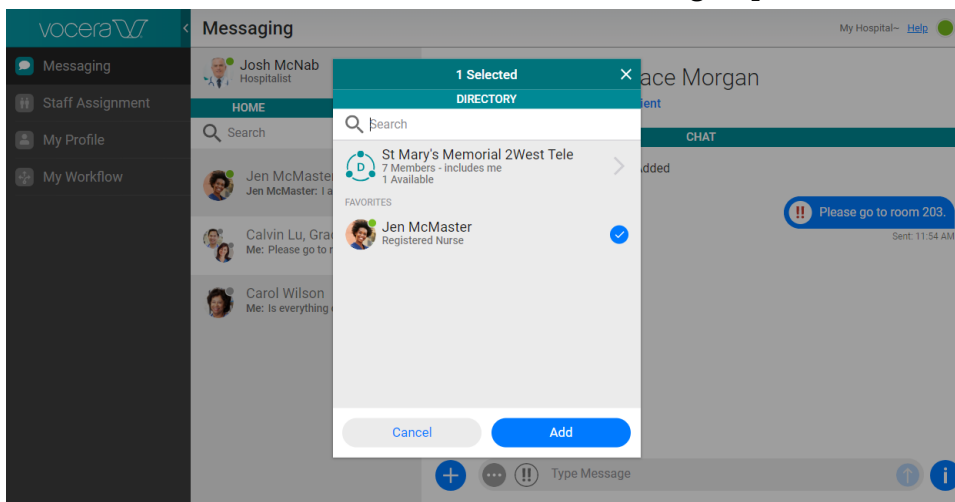 vocera
Messaging
My Hospital~ Help
Messaging
Staff Assignment
My Profile
My Workflow
Josh McNab
Hospitalist
HOME
Search
Jen McMaste
Jen McMaster: I a
Calvin Lu, Gra
Me: Please go to r
Carol Wilson
Me: Is everything
1 Selected
DIRECTORY
Search
D
St Mary's Memorial 2West Tele
7 Members - includes me
1 Available
FAVORITES
Jen McMaster
Registered Nurse
Cancel
Add
ace Morgan
ient
CHAT
dded
!! Please go to room 203.
Sent: 11:54 AM
!! Type Message
i